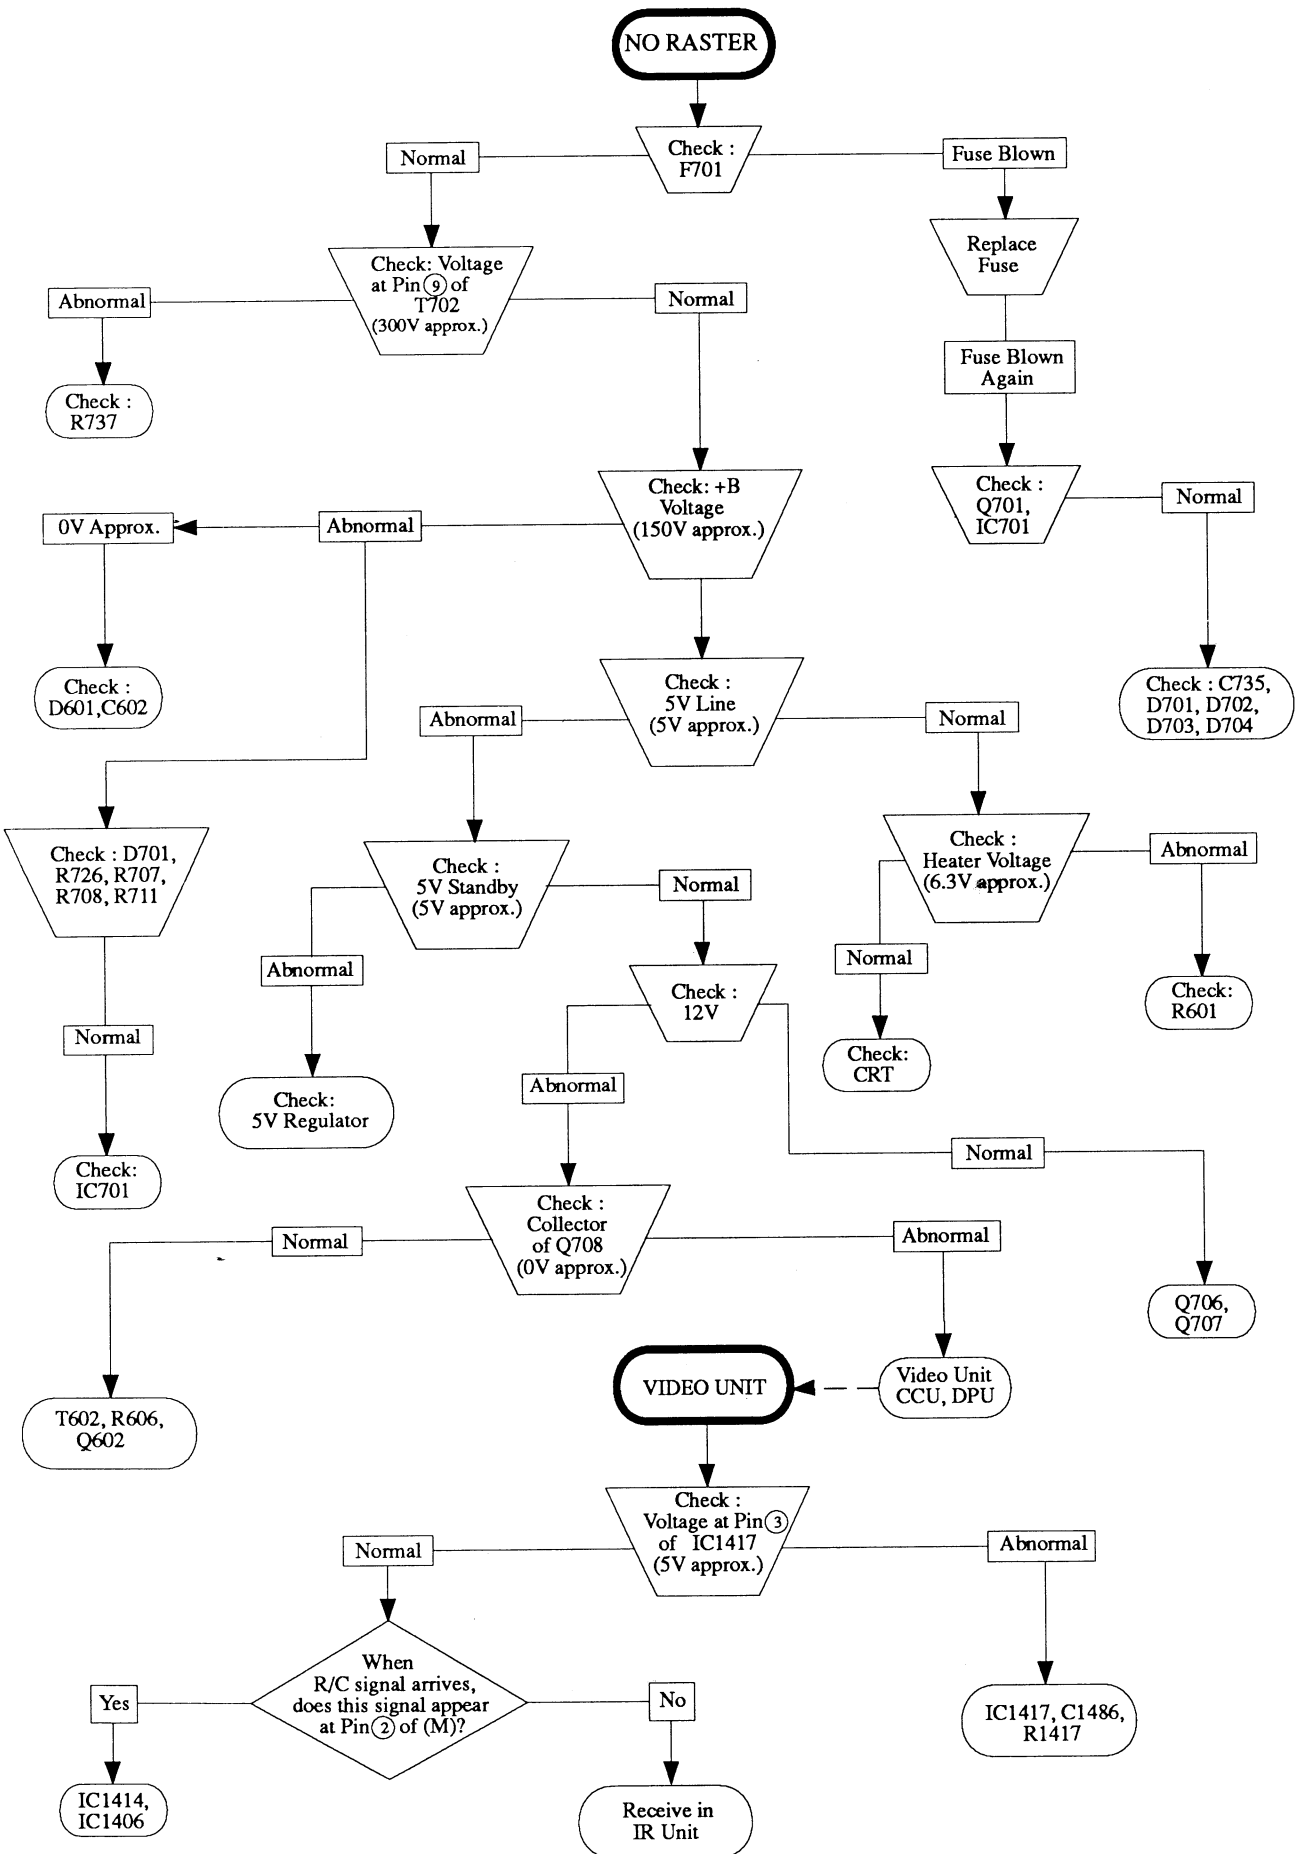 NO RASTER
Check :
F701
Normal
Fuse Blown
Replace
Fuse
Check: Voltage
at Pin 9 of
T702
(300V approx.)
Abnormal
Normal
Fuse Blown
Again
Check :
R737
Check: +B
Voltage
(150V approx.)
Check :
Q701,
IC701
Normal
0V Approx.
Abnormal
Check :
D601,C602
Check :
5V Line
(5V approx.)
Check : C735,
D701, D702,
D703, D704
Abnormal
Normal
Check : D701,
R726, R707,
R708, R711
Check :
5V Standby
(5V approx.)
Normal
Check :
Heater Voltage
(6.3V approx.)
Abnormal
Abnormal
Normal
Check :
12V
Check:
R601
Normal
Check:
CRT
Check:
5V Regulator
Abnormal
Normal
Check:
IC701
Check :
Collector
of Q708
(0V approx.)
Normal
Abnormal
Q706,
Q707
VIDEO UNIT
Video Unit
CCU, DPU
T602, R606,
Q602
Check :
Voltage at Pin 3
of IC1417
(5V approx.)
Normal
Abnormal
When
R/C signal arrives,
does this signal appear
at Pin 2 of (M)?
Yes
No
IC1417, C1486,
R1417
IC1414,
IC1406
Receive in
IR Unit